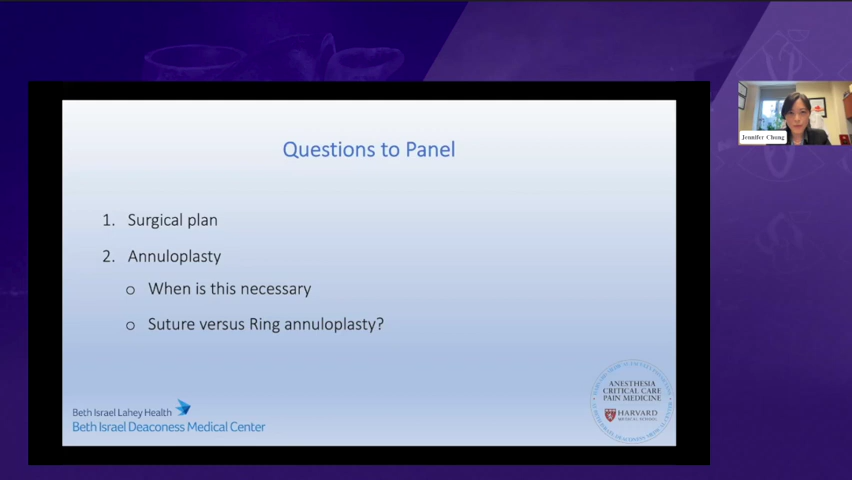 Questions to Panel
1. Surgical plan
2. Annuloplasty
o When is this necessary
o Suture versus Ring annuloplasty?
Beth Israel Lahey Health
Beth Israel Deaconess Medical Center
ANESTHESIA
CRITICAL CARE
PAIN MEDICINE
HARVARD
Jennifer Chung